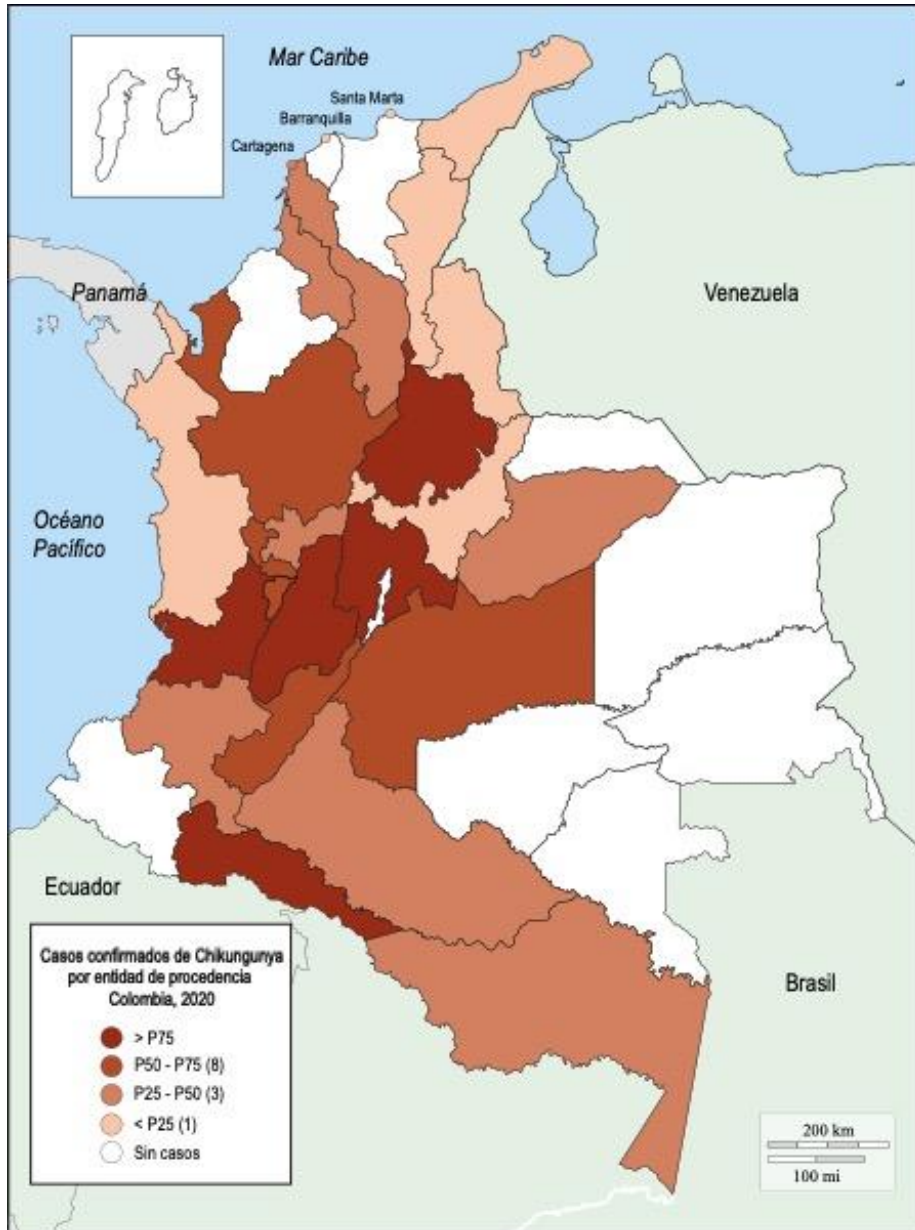 Mar Caribe
Santa Marta
Barranquilla
Cartagena
Panamá
Venezuela
Océano
Pacífico
Ecuador
Brasil
Casos confirmados de Chikungunya
por entidad de procedencia
Colombia, 2020
> P75
P50 - P75 (8)
P25 - P50 (3)
< P25 (1)
Sin casos
200 km
100 mi